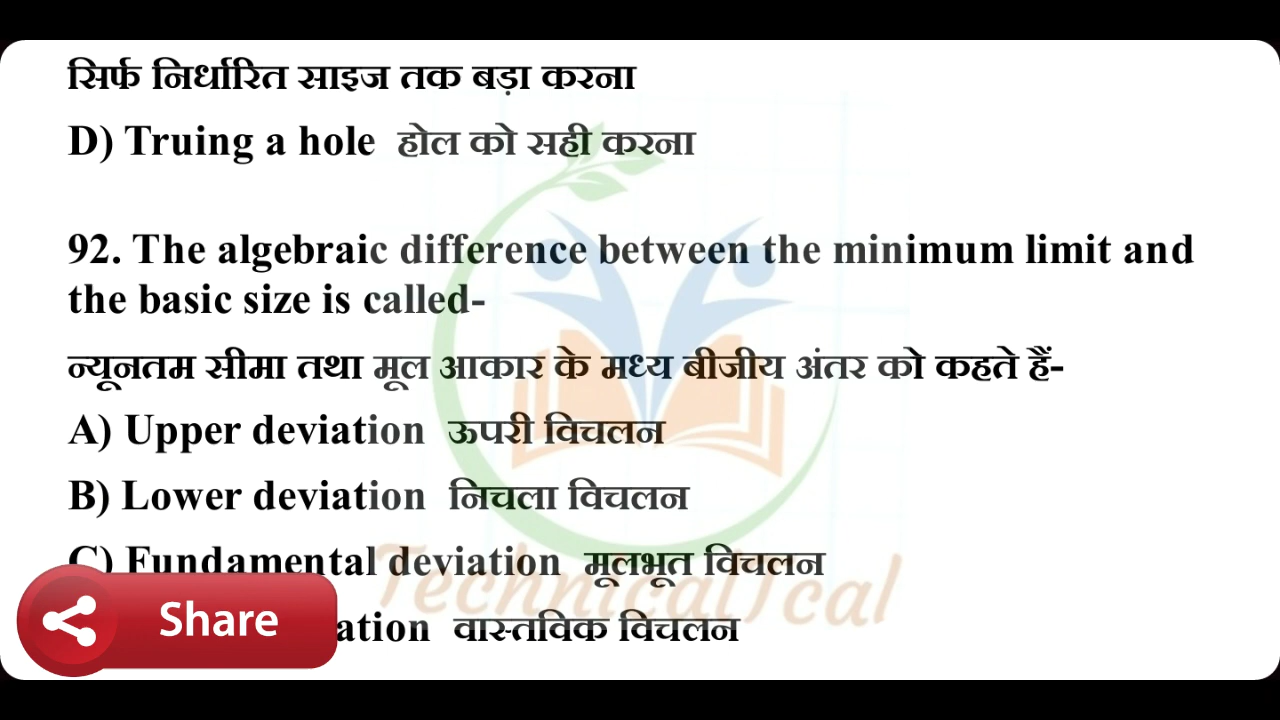 सिर्फ निर्धारित साइज तक बड़ा करना
D) Truing a hole होल को सही करना
92. The algebraic difference between the minimum limit and
the basic size is called-
न्यूनतम सीमा तथा मूल आकार के मध्य बीजीय अंतर को कहते हैं-
A) Upper deviation ऊपरी विचलन
B) Lower deviation निचला विचलन
C) Fundamental deviation मूलभूत विचलन
वास्तविक विचलन
Share